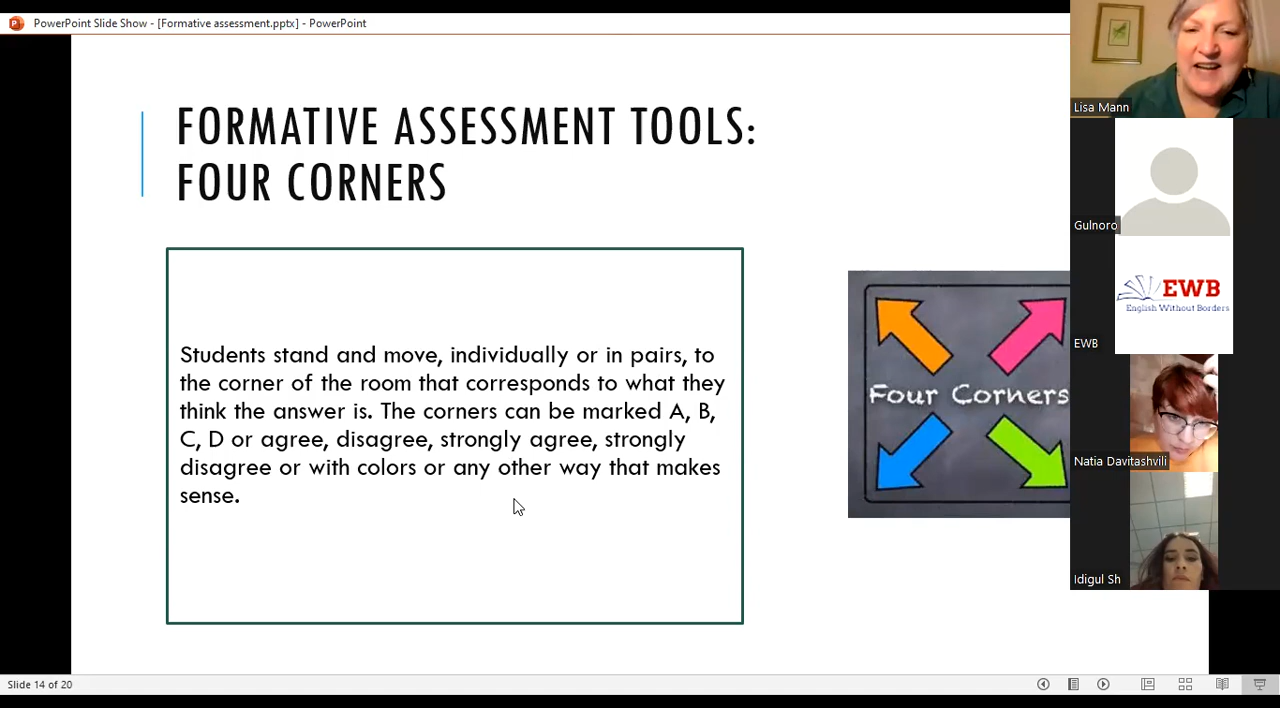 PowerPoint Slide Show - [Formative assessment.pptx] - PowerPoint
FORMATIVE ASSESSMENT TOOLS:
FOUR CORNERS
Students stand and move, individually or in pairs, to
the corner of the room that corresponds to what they
think the answer is. The corners can be marked A, B,
C, D or agree, disagree, strongly agree, strongly
disagree or with colors or any other way that makes
sense.
Four Corners
Lisa Mann
Gulnoro
EWB
English Without Borders
EWB
Natia Davitashvili
Idigul Sh
Slide 14 of 20